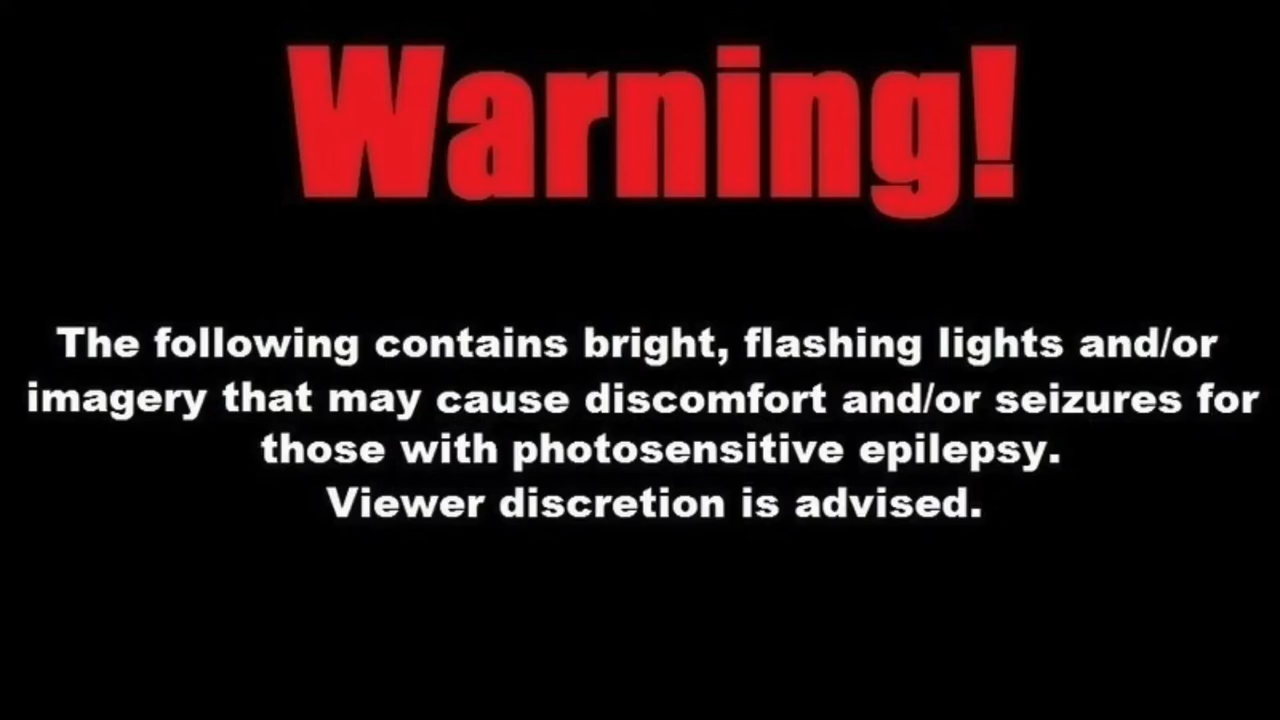 Warning!
The following contains bright, flashing lights and/or
imagery that may cause discomfort and/or seizures for
those with photosensitive epilepsy.
Viewer discretion is advised.